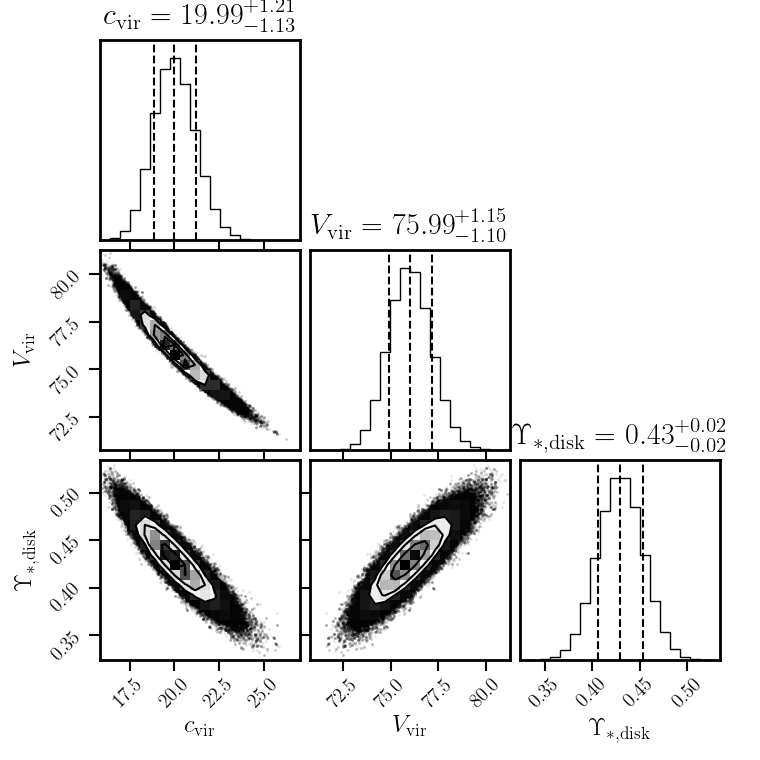 c_vir = 19.99 +1.21 −1.13
V_vir = 75.99 +1.15 −1.10
80.0
77.5
75.0
72.5
V_vir
ϒ_∗,disk = 0.43 +0.02 −0.02
0.50
0.45
0.40
0.35
ϒ_∗,disk
17.5 20.0 22.5 25.0
72.5 75.0 77.5 80.0
0.35 0.40 0.45 0.50
c_vir
V_vir
ϒ_∗,disk